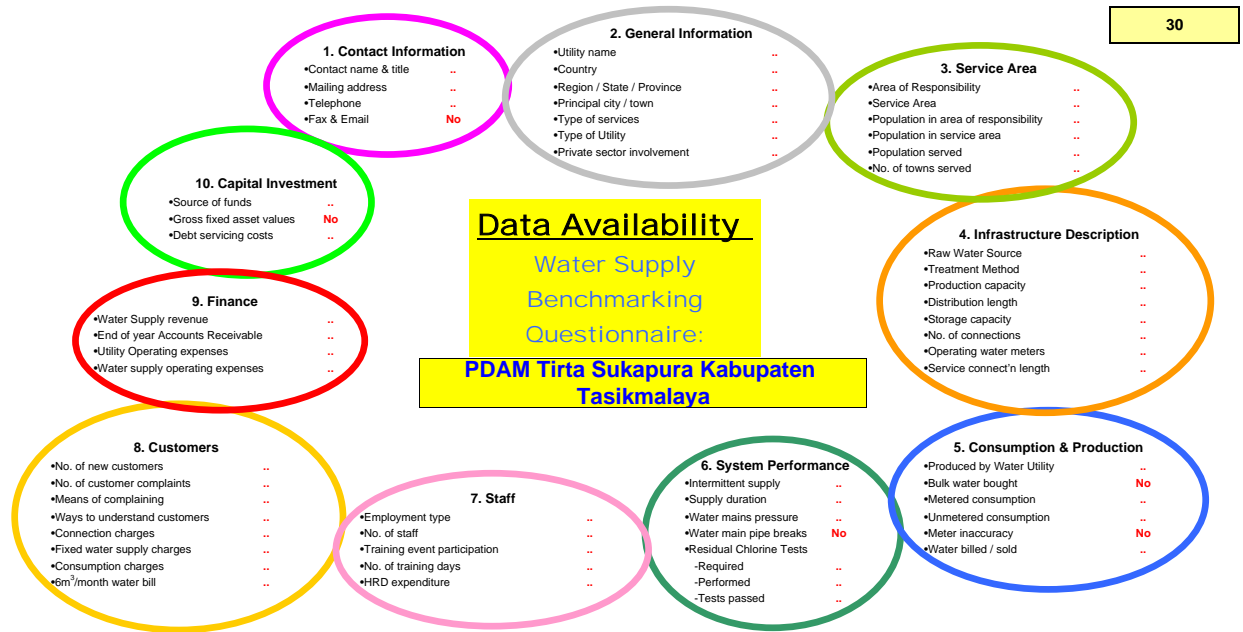 30
1. Contact Information
•Contact name & title ..
•Mailing address ..
•Telephone ..
•Fax & Email No
2. General Information
•Utility name ..
•Country ..
•Region / State / Province ..
•Principal city / town ..
•Type of services ..
•Type of Utility ..
•Private sector involvement ..
3. Service Area
•Area of Responsibility ..
•Service Area ..
•Population in area of responsibility ..
•Population in service area ..
•Population served ..
•No. of towns served ..
10. Capital Investment
•Source of funds ..
•Gross fixed asset values No
•Debt servicing costs ..
Data Availability
Water Supply
Benchmarking
Questionnaire:
PDAM Tirta Sukapura Kabupaten
Tasikmalaya
4. Infrastructure Description
•Raw Water Source ..
•Treatment Method ..
•Production capacity ..
•Distribution length ..
•Storage capacity ..
•No. of connections ..
•Operating water meters ..
•Service connect'n length ..
9. Finance
•Water Supply revenue ..
•End of year Accounts Receivable ..
•Utility Operating expenses ..
•Water supply operating expenses ..
8. Customers
•No. of new customers ..
•No. of customer complaints ..
•Means of complaining ..
•Ways to understand customers ..
•Connection charges ..
•Fixed water supply charges ..
•Consumption charges ..
•6m³/month water bill ..
7. Staff
•Employment type ..
•No. of staff ..
•Training event participation ..
•No. of training days ..
•HRD expenditure ..
6. System Performance
•Intermittent supply ..
•Supply duration ..
•Water mains pressure ..
•Water main pipe breaks No
•Residual Chlorine Tests
-Required ..
-Performed ..
-Tests passed ..
5. Consumption & Production
•Produced by Water Utility ..
•Bulk water bought No
•Metered consumption ..
•Unmetered consumption ..
•Meter inaccuracy No
•Water billed / sold ..